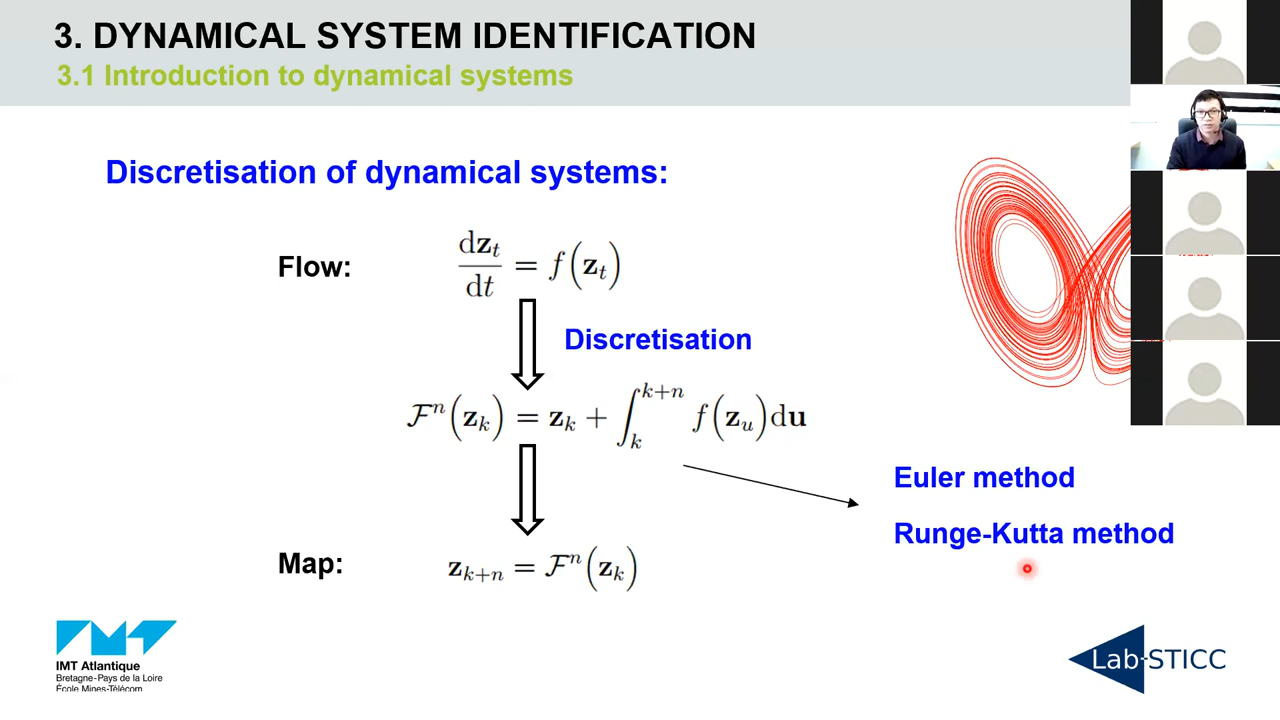 3. DYNAMICAL SYSTEM IDENTIFICATION
3.1 Introduction to dynamical systems
Discretisation of dynamical systems:
Flow: d𝐳_t/dt = f(𝐳_t)
Discretisation
ℱ^n(𝐳_k) = 𝐳_k + ∫_k^{k+n} f(𝐳_u)d𝐮
Euler method
Runge-Kutta method
Map: 𝐳_{k+n} = ℱ^n(𝐳_k)
IMT Atlantique
Bretagne-Pays de la Loire
École Mines-Télécom
Lab-STICC